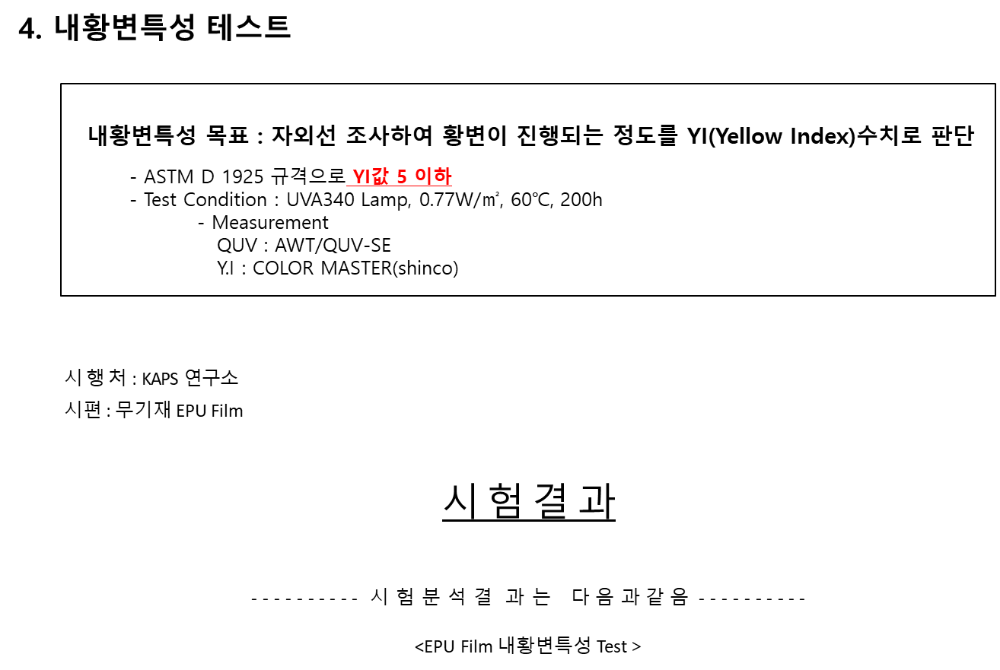 4. 내황변특성 테스트
내황변특성 목표 : 자외선 조사하여 황변이 진행되는 정도를 YI(Yellow Index)수치로 판단
- ASTM D 1925 규격으로 YI값 5 이하
- Test Condition : UVA340 Lamp, 0.77W/㎡, 60℃, 200h
- Measurement
QUV : AWT/QUV-SE
Y.I : COLOR MASTER(shinco)
시 행 처 : KAPS 연구소
시편 : 무기재 EPU Film
시 험 결 과
- - - - - - - - - - 시 험 분 석 결 과 는 다 음 과 같 음 - - - - - - - - - -
<EPU Film 내황변특성 Test >